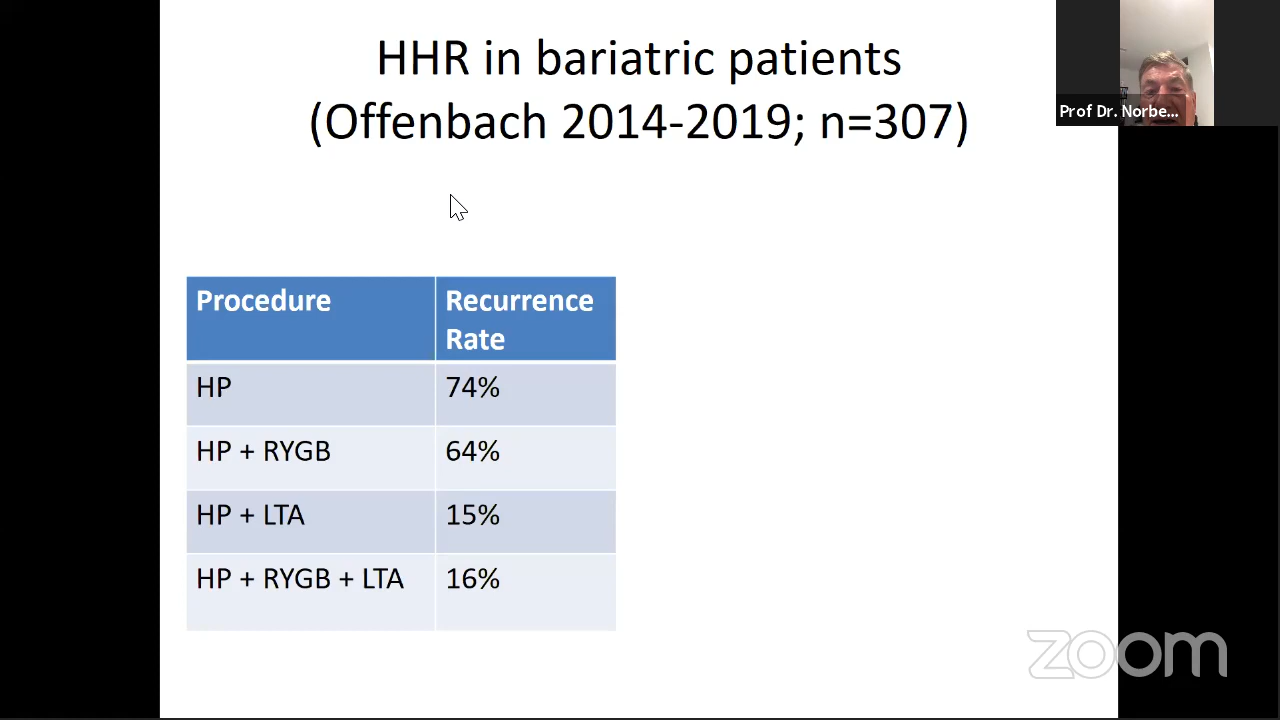 HHR in bariatric patients
(Offenbach 2014-2019; n=307)
Prof Dr. Norbe...
Procedure
Recurrence
Rate
HP
74%
HP + RYGB
64%
HP + LTA
15%
HP + RYGB + LTA
16%
zoom